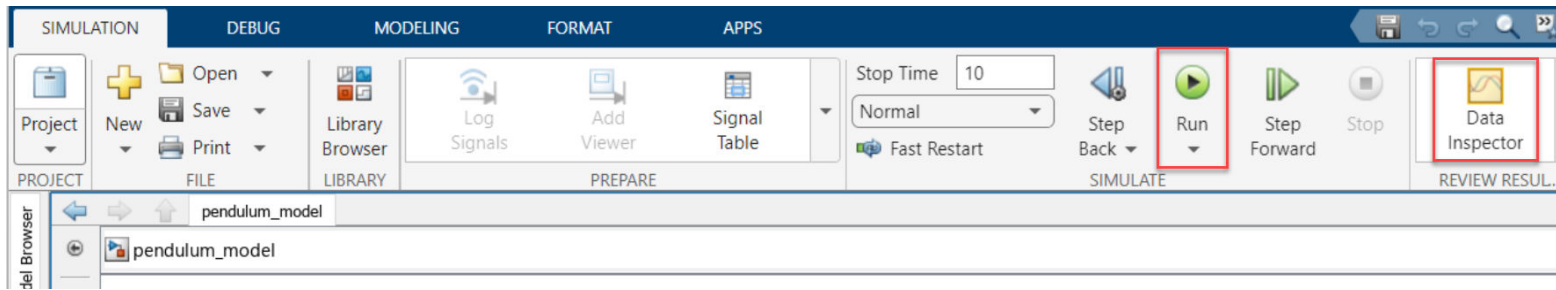 SIMULATION DEBUG MODELING FORMAT APPS
Project
New
Open
Save
Print
Library
Browser
Log
Signals
Add
Viewer
Signal
Table
Stop Time 10
Normal
Fast Restart
Step
Back
Run
Step
Forward
Stop
Data
Inspector
PROJECT FILE LIBRARY PREPARE SIMULATE REVIEW RESUL...
pendulum_model
pendulum_model
del Browser